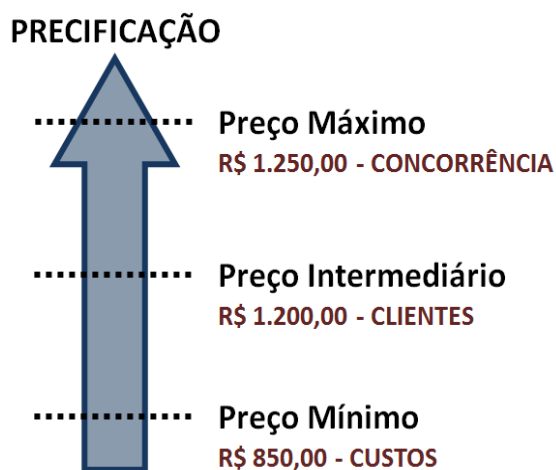 PRECIFICAÇÃO
Preço Máximo
R$ 1.250,00 - CONCORRÊNCIA
Preço Intermediário
R$ 1.200,00 - CLIENTES
Preço Mínimo
R$ 850,00 - CUSTOS